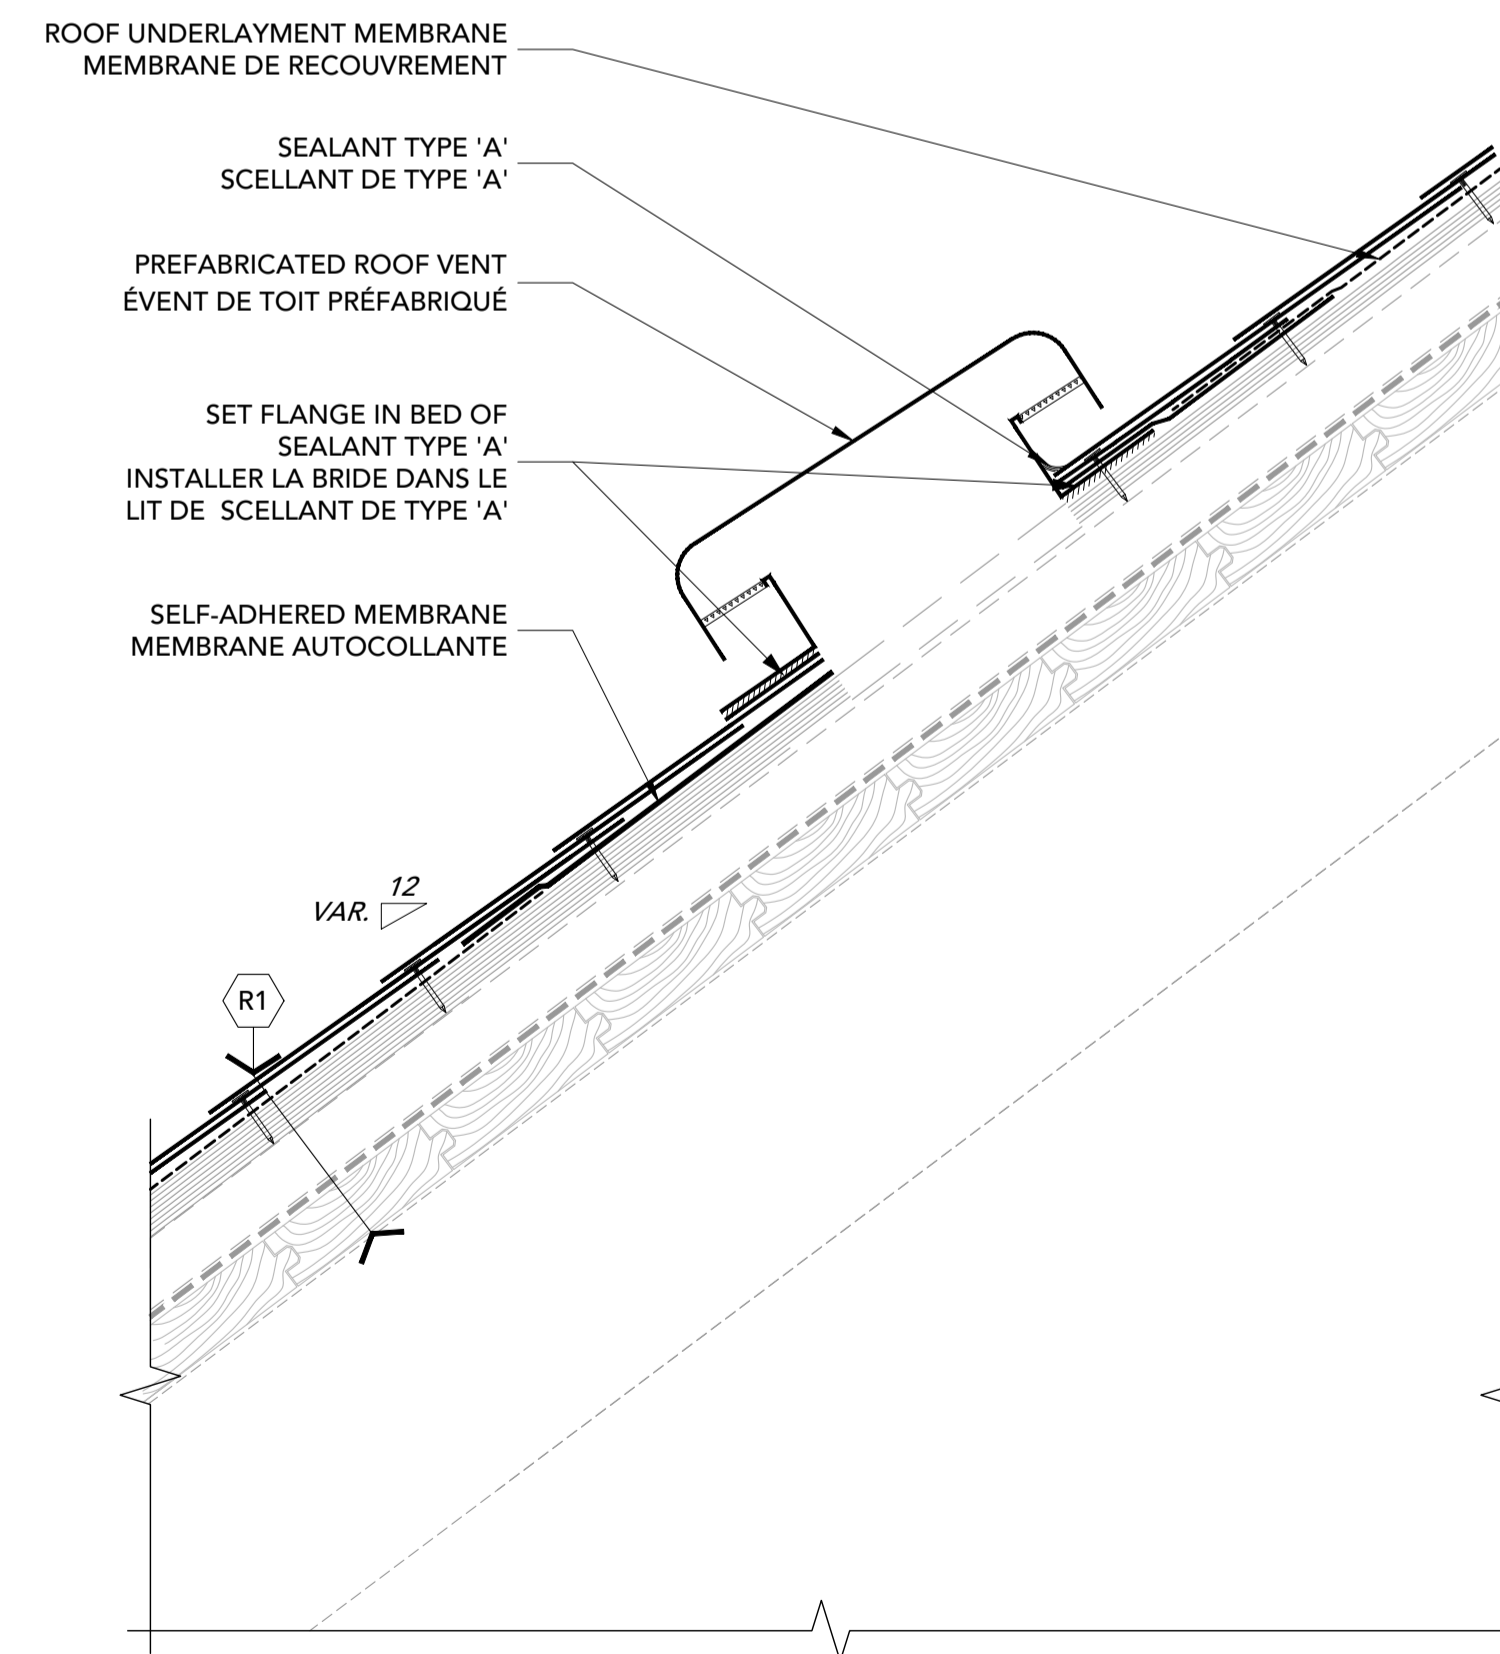 ROOF UNDERLAYMENT MEMBRANE
MEMBRANE DE RECOUVREMENT
SEALANT TYPE 'A'
SCELLANT DE TYPE 'A'
PREFABRICATED ROOF VENT
ÉVENT DE TOIT PRÉFABRIQUÉ
SET FLANGE IN BED OF
SEALANT TYPE 'A'
INSTALLER LA BRIDE DANS LE
LIT DE SCELLANT DE TYPE 'A'
SELF-ADHERED MEMBRANE
MEMBRANE AUTOCOLLANTE
12
VAR.
R1